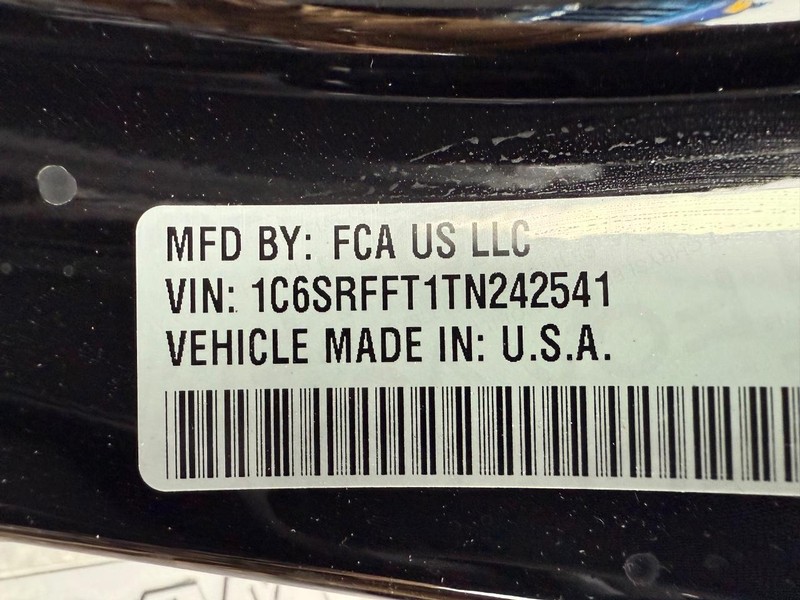 MFD BY: FCA US LLC
VIN: 1C6SRFFT1TN242541
VEHICLE MADE IN: U.S.A.